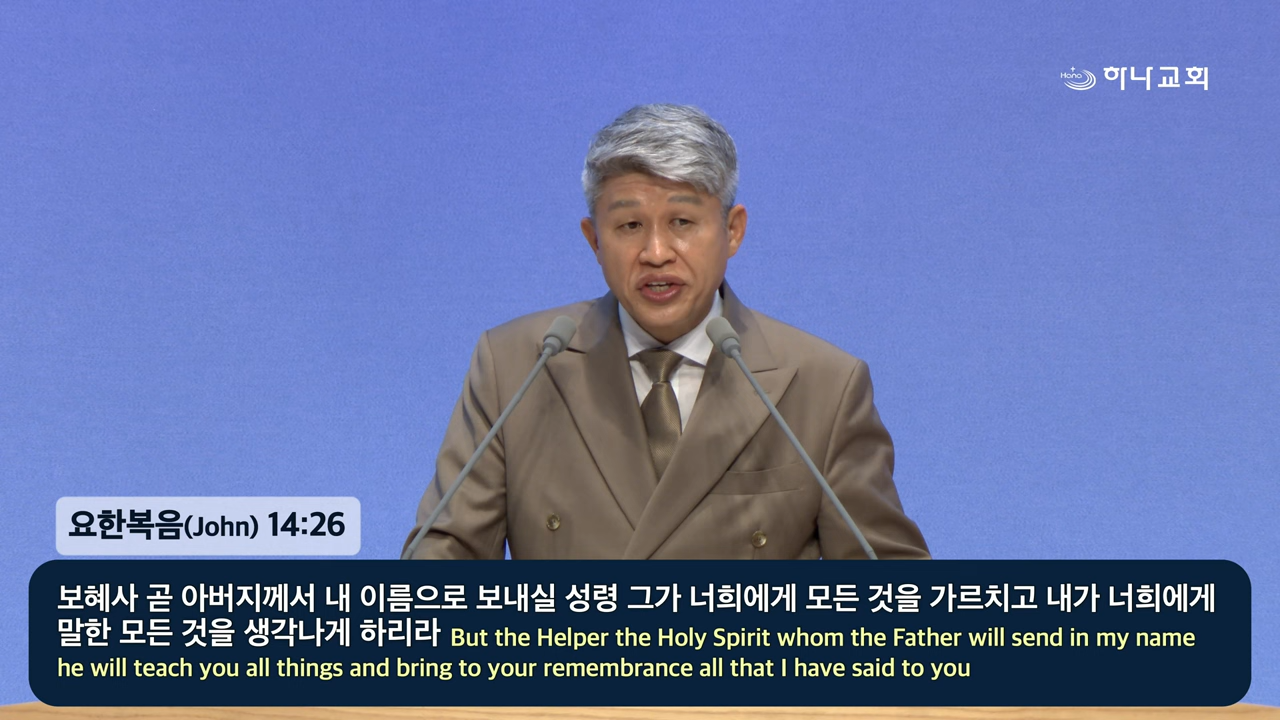 Hana 하나교회
요한복음(John) 14:26
보혜사 곧 아버지께서 내 이름으로 보내실 성령 그가 너희에게 모든 것을 가르치고 내가 너희에게
말한 모든 것을 생각나게 하리라 But the Helper the Holy Spirit whom the Father will send in my name
he will teach you all things and bring to your remembrance all that I have said to you